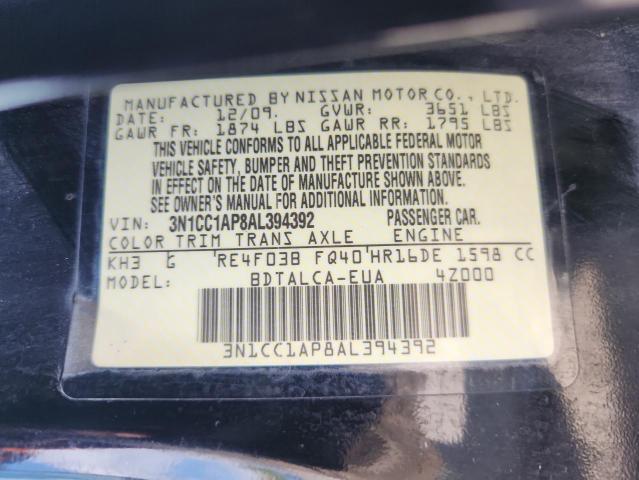 MANUFACTURED BY NISSAN MOTOR CO., LTD.
DATE: 12/09. GVWR: 3651 LBS
GAWR FR: 1874 LBS GAWR RR: 1795 LBS
THIS VEHICLE CONFORMS TO ALL APPLICABLE FEDERAL MOTOR
VEHICLE SAFETY, BUMPER AND THEFT PREVENTION STANDARDS
IN EFFECT ON THE DATE OF MANUFACTURE SHOWN ABOVE.
SEE OWNER'S MANUAL FOR ADDITIONAL INFORMATION.
VIN: 3N1CC1AP8AL394392 PASSENGER CAR.
COLOR TRIM TRANS AXLE ENGINE
KH3 G 'RE4F03B FQ40'HR16DE 1598 CC
MODEL: BDTALCA-EUA 4Z000
3N1CC1AP8AL394392